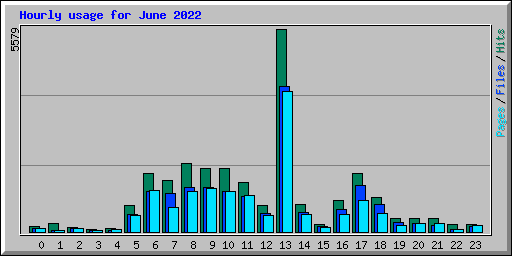 Hourly usage for June 2022
5579
Pages / Files / Hits
0 1 2 3 4 5 6 7 8 9 10 11 12 13 14 15 16 17 18 19 20 21 22 23